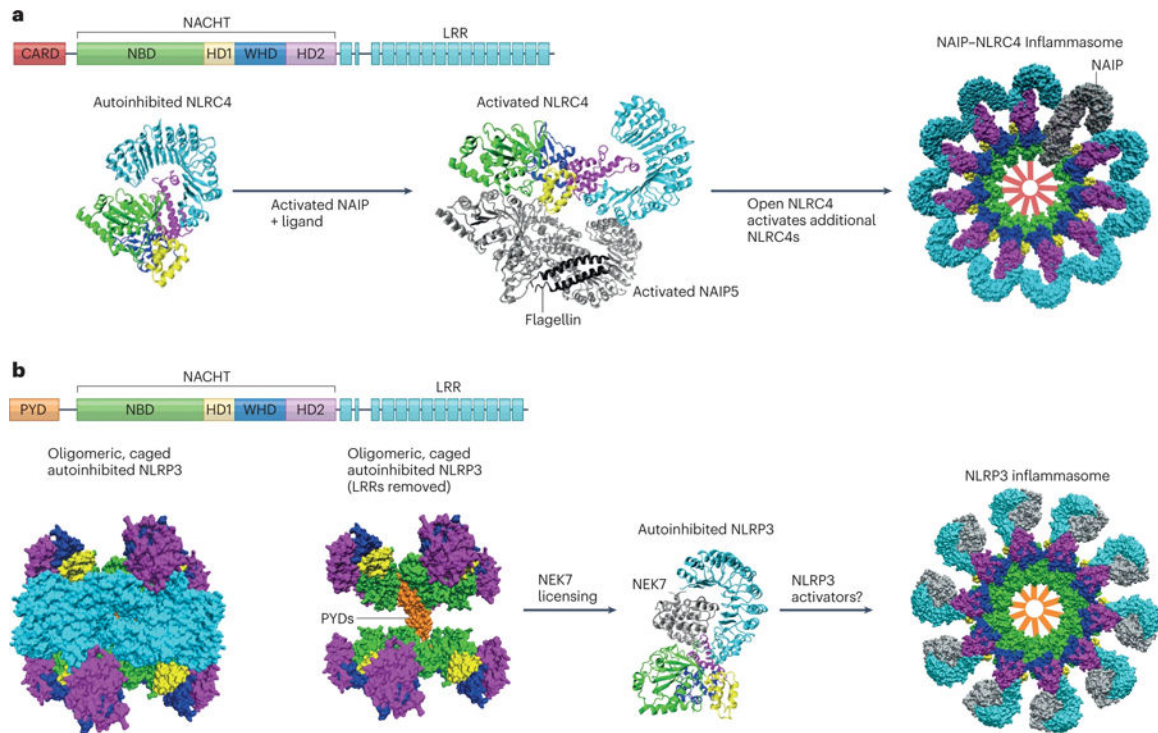 a
NACHT
LRR
CARD NBD HD1 WHD HD2
NAIP–NLRC4 Inflammasome
NAIP
Autoinhibited NLRC4
Activated NLRC4
Activated NAIP
+ ligand
Open NLRC4
activates additional
NLRC4s
Activated NAIP5
Flagellin
b
NACHT
LRR
PYD NBD HD1 WHD HD2
Oligomeric, caged
autoinhibited NLRP3
Oligomeric, caged
autoinhibited NLRP3
(LRRs removed)
PYDs
NEK7
licensing
Autoinhibited NLRP3
NEK7
NLRP3
activators?
NLRP3 inflammasome